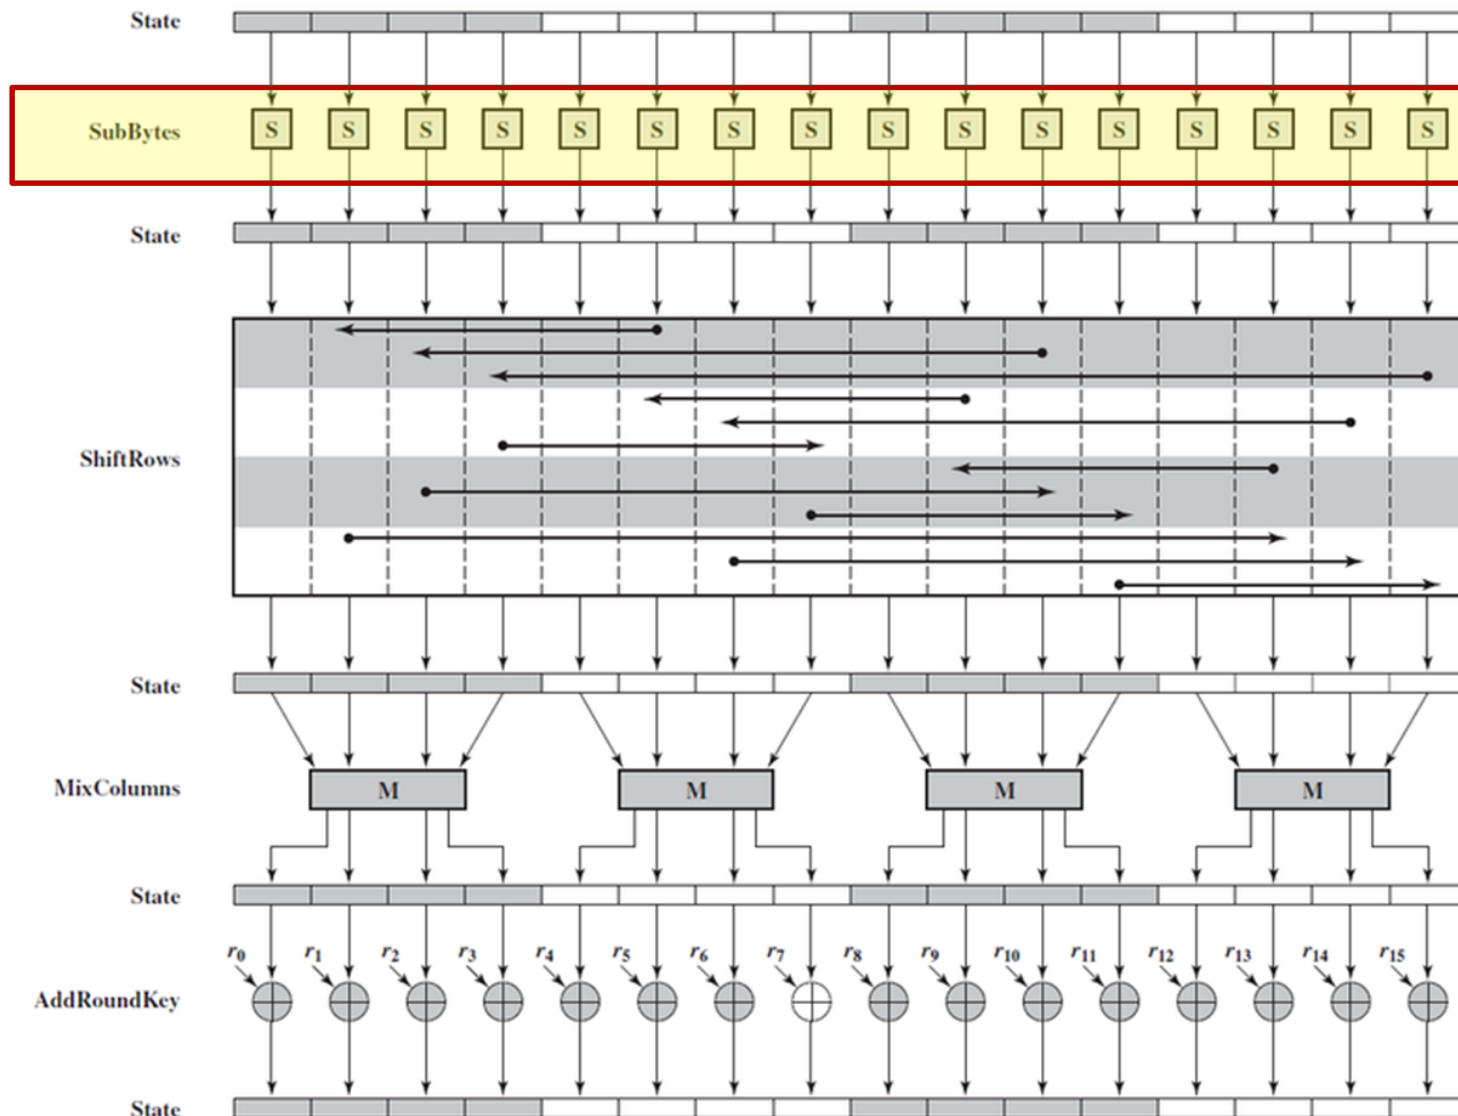 State
SubBytes S S S S S S S S S S S S S S S S
State
ShiftRows
State
MixColumns M M M M
State
r0 r1 r2 r3 r4 r5 r6 r7 r8 r9 r10 r11 r12 r13 r14 r15
AddRoundKey
State